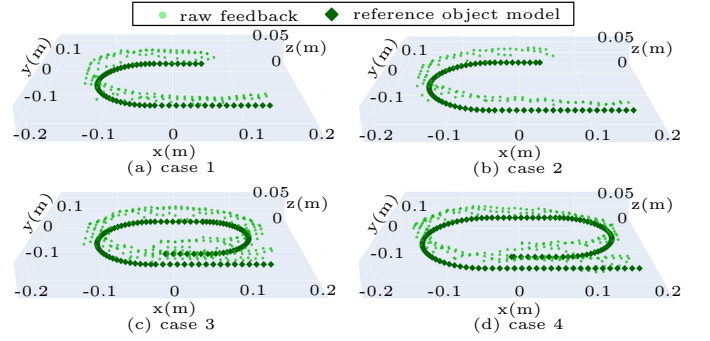 raw feedback reference object model
y(m) 0.1 0 -0.1 -0.2 -0.1 0 0.1 0.2 0.05 0 z(m)
x(m)
(a) case 1
y(m) 0.1 0 -0.1 -0.2 -0.1 0 0.1 0.2 0.05 0 z(m)
x(m)
(b) case 2
y(m) 0.1 0 -0.1 -0.2 -0.1 0 0.1 0.2 0.05 0 z(m)
x(m)
(c) case 3
y(m) 0.1 0 -0.1 -0.2 -0.1 0 0.1 0.2 0.05 0 z(m)
x(m)
(d) case 4